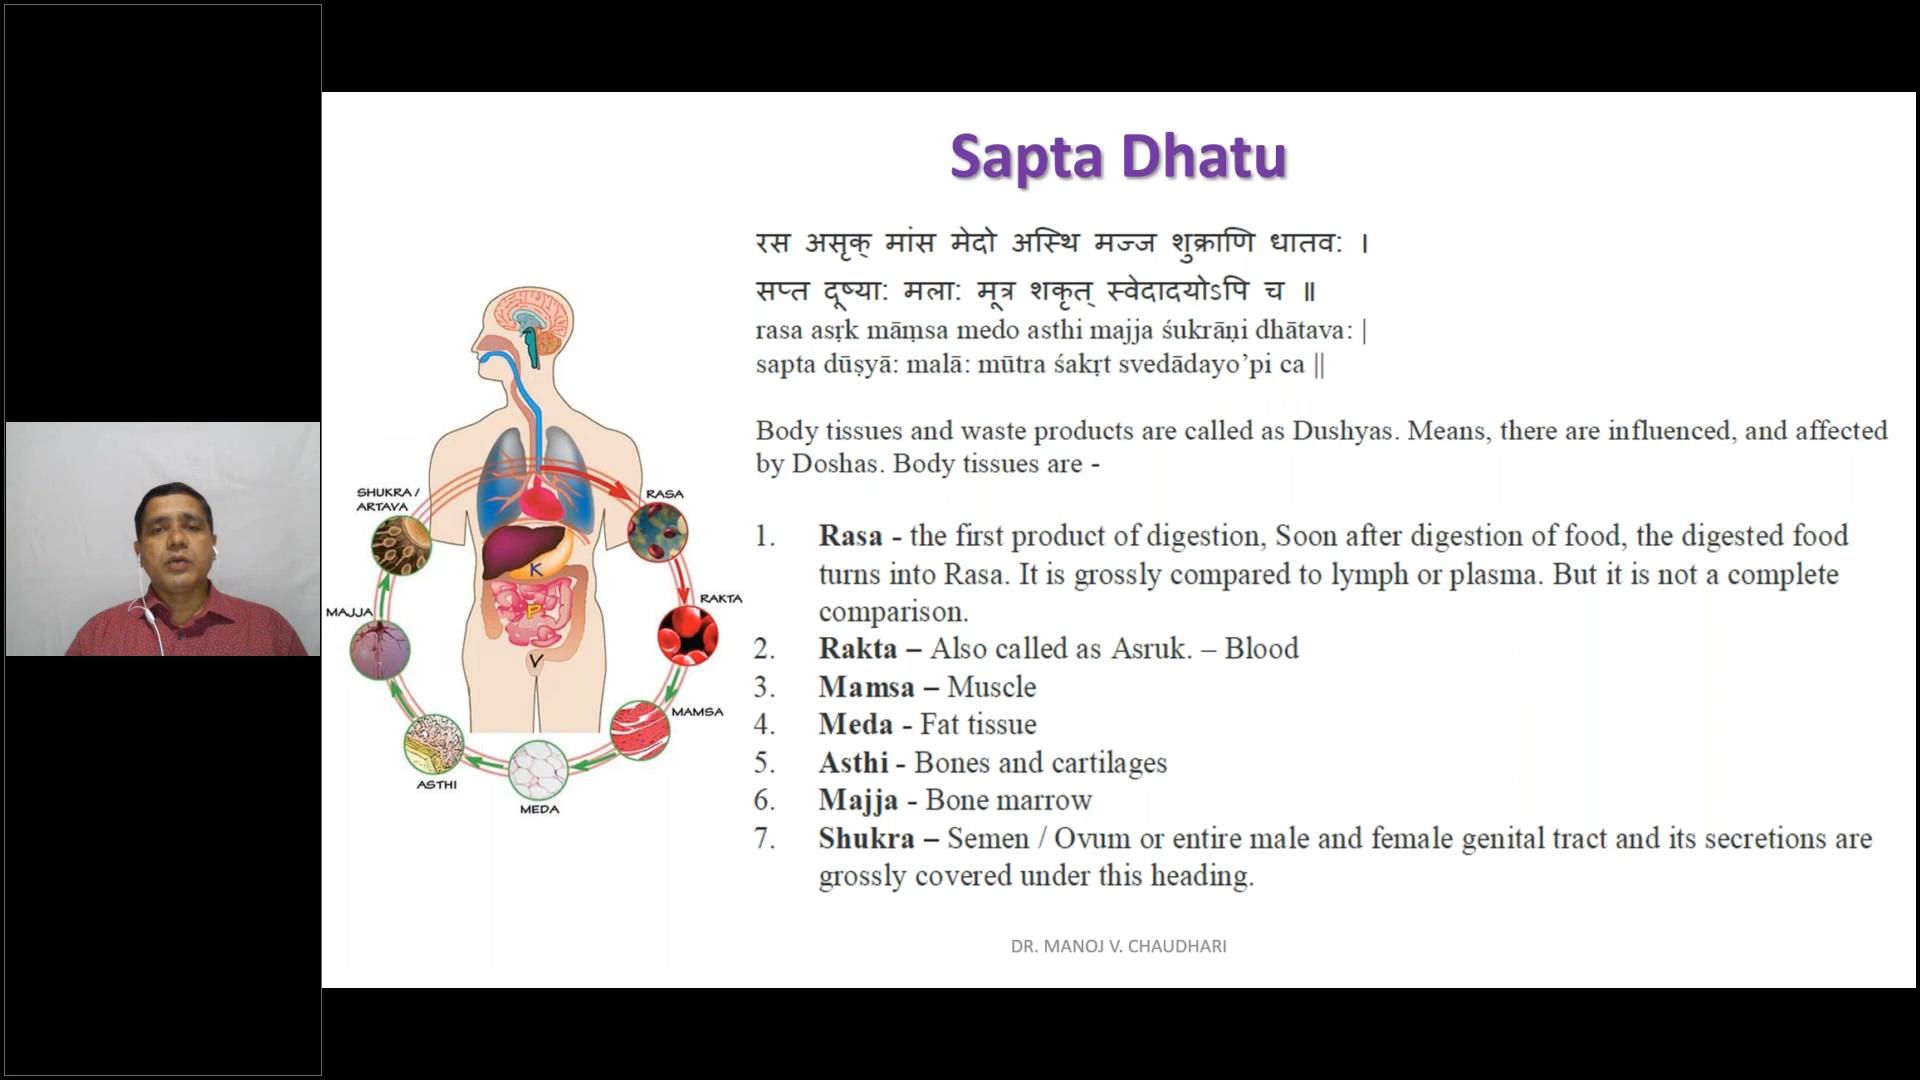 Sapta Dhatu
रस असृक् मांस मेदो अस्थि मज्ज शुक्राणि धातव: ।
सप्त दूष्या: मला: मूत्र शकृत् स्वेदादयोऽपि च ॥
rasa asṛk māṃsa medo asthi majja śukrāṇi dhātava: |
sapta dūṣyā: malā: mūtra śakṛt svedādayo’pi ca ||
Body tissues and waste products are called as Dushyas. Means, there are influenced, and affected
by Doshas. Body tissues are -
1. Rasa - the first product of digestion, Soon after digestion of food, the digested food
turns into Rasa. It is grossly compared to lymph or plasma. But it is not a complete
comparison.
2. Rakta – Also called as Asruk. – Blood
3. Mamsa – Muscle
4. Meda - Fat tissue
5. Asthi - Bones and cartilages
6. Majja - Bone marrow
7. Shukra – Semen / Ovum or entire male and female genital tract and its secretions are
grossly covered under this heading.
SHUKRA /
ARTAVA
RASA
RAKTA
MAJJA
MAMSA
ASTHI
MEDA
K
P
V
DR. MANOJ V. CHAUDHARI